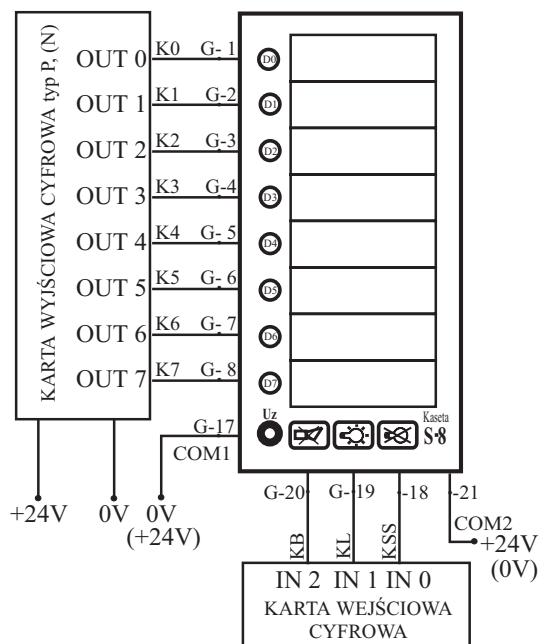 KARTA WYJŚCIOWA CYFROWA typ P, (N)
OUT 0 K0 G- 1 D0
OUT 1 K1 G-2 D1
OUT 2 K2 G-3 D2
OUT 3 K3 G-4 D3
OUT 4 K4 G- 5 D4
OUT 5 K5 G- 6 D5
OUT 6 K6 G- 7 D6
OUT 7 K7 G- 8 D7
G-17
COM1
Uz
Kaseta
S-8
+24V 0V 0V
(+24V)
G-20 G- 19 -18 -21
KB KL KSS
COM2
+24V
(0V)
IN 2 IN 1 IN 0
KARTA WEJŚCIOWA
CYFROWA